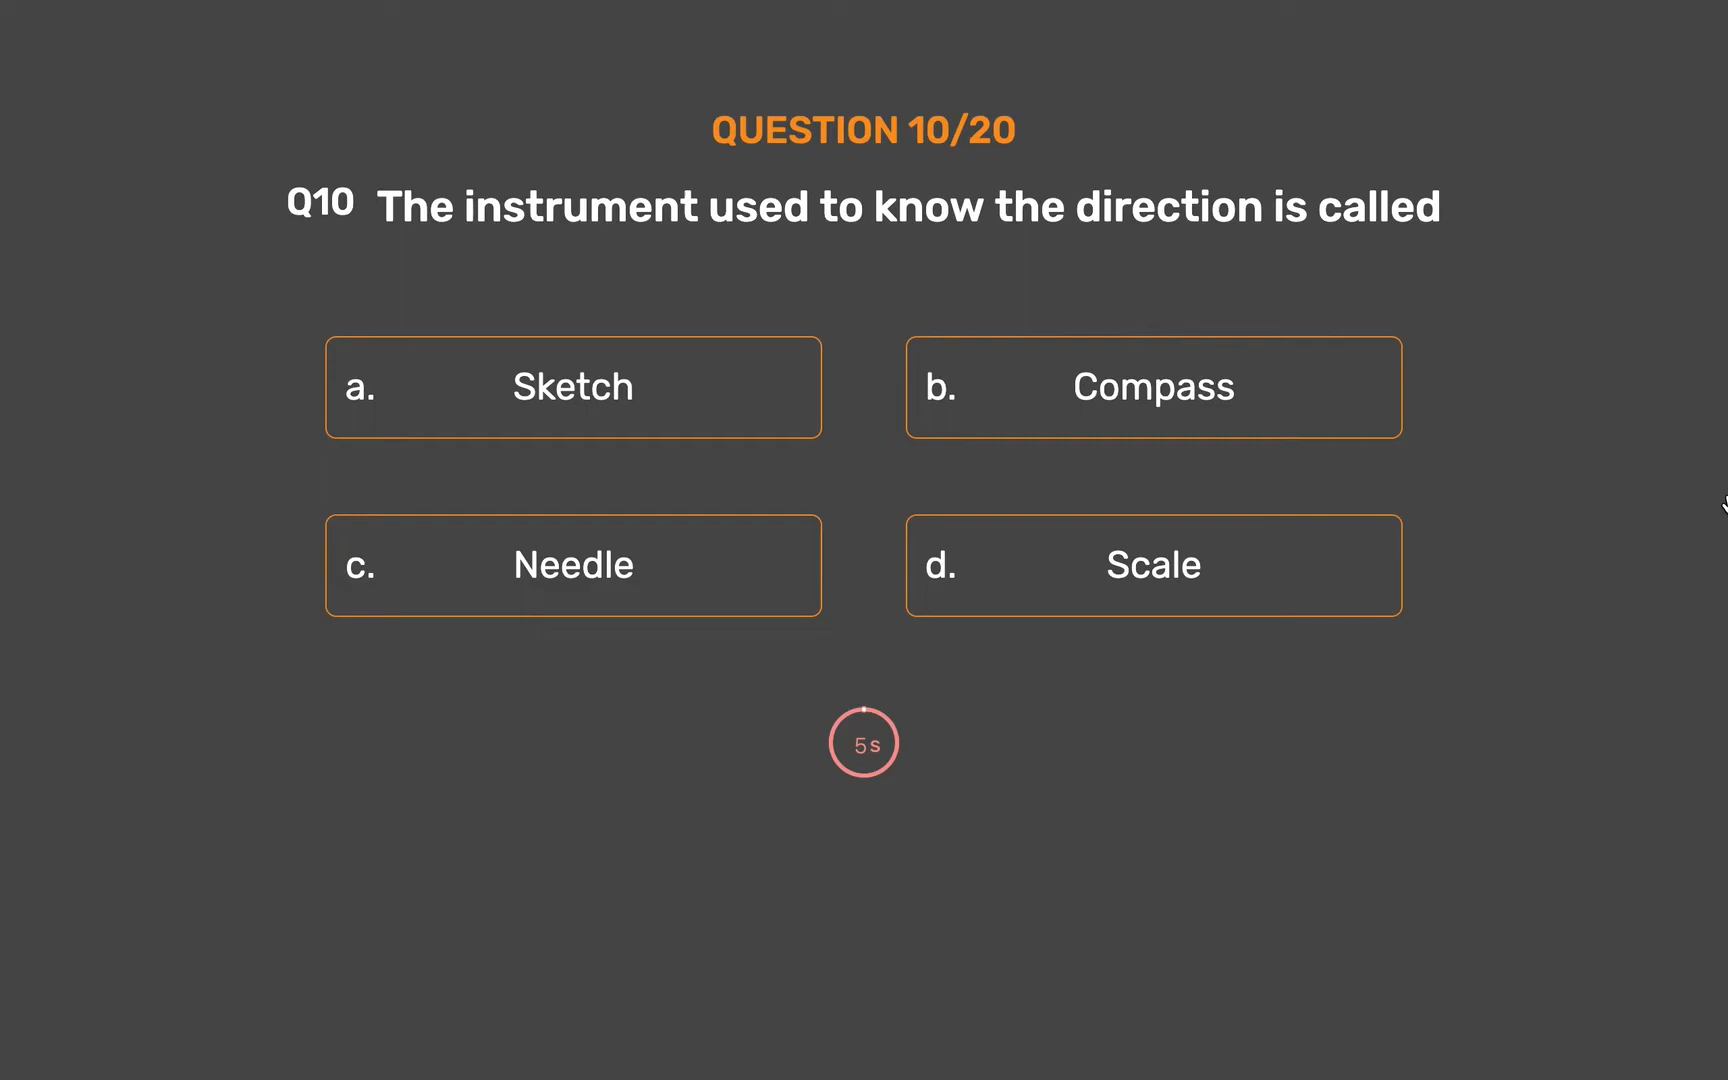 QUESTION 10/20
Q10 The instrument used to know the direction is called
a. Sketch
b. Compass
c. Needle
d. Scale
5s